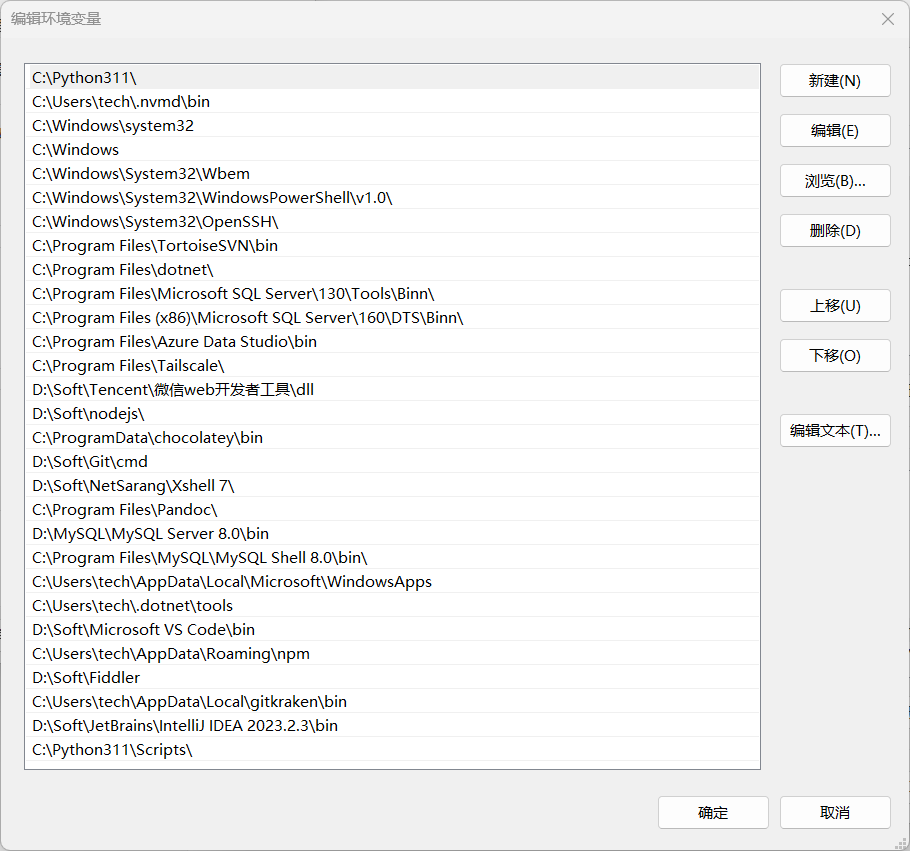 编辑环境变量
C:\Python311\
C:\Users\tech\.nvmd\bin
C:\Windows\system32
C:\Windows
C:\Windows\System32\Wbem
C:\Windows\System32\WindowsPowerShell\v1.0\
C:\Windows\System32\OpenSSH\
C:\Program Files\TortoiseSVN\bin
C:\Program Files\dotnet\
C:\Program Files\Microsoft SQL Server\130\Tools\Binn\
C:\Program Files (x86)\Microsoft SQL Server\160\DTS\Binn\
C:\Program Files\Azure Data Studio\bin
C:\Program Files\Tailscale\
D:\Soft\Tencent\微信web开发者工具\dll
D:\Soft\nodejs\
C:\ProgramData\chocolatey\bin
D:\Soft\Git\cmd
D:\Soft\NetSarang\Xshell 7\
C:\Program Files\Pandoc\
D:\MySQL\MySQL Server 8.0\bin
C:\Program Files\MySQL\MySQL Shell 8.0\bin\
C:\Users\tech\AppData\Local\Microsoft\WindowsApps
C:\Users\tech\.dotnet\tools
D:\Soft\Microsoft VS Code\bin
C:\Users\tech\AppData\Roaming\npm
D:\Soft\Fiddler
C:\Users\tech\AppData\Local\gitkraken\bin
D:\Soft\JetBrains\IntelliJ IDEA 2023.2.3\bin
C:\Python311\Scripts\
新建(N)
编辑(E)
浏览(B)...
删除(D)
上移(U)
下移(O)
编辑文本(T)...
确定
取消